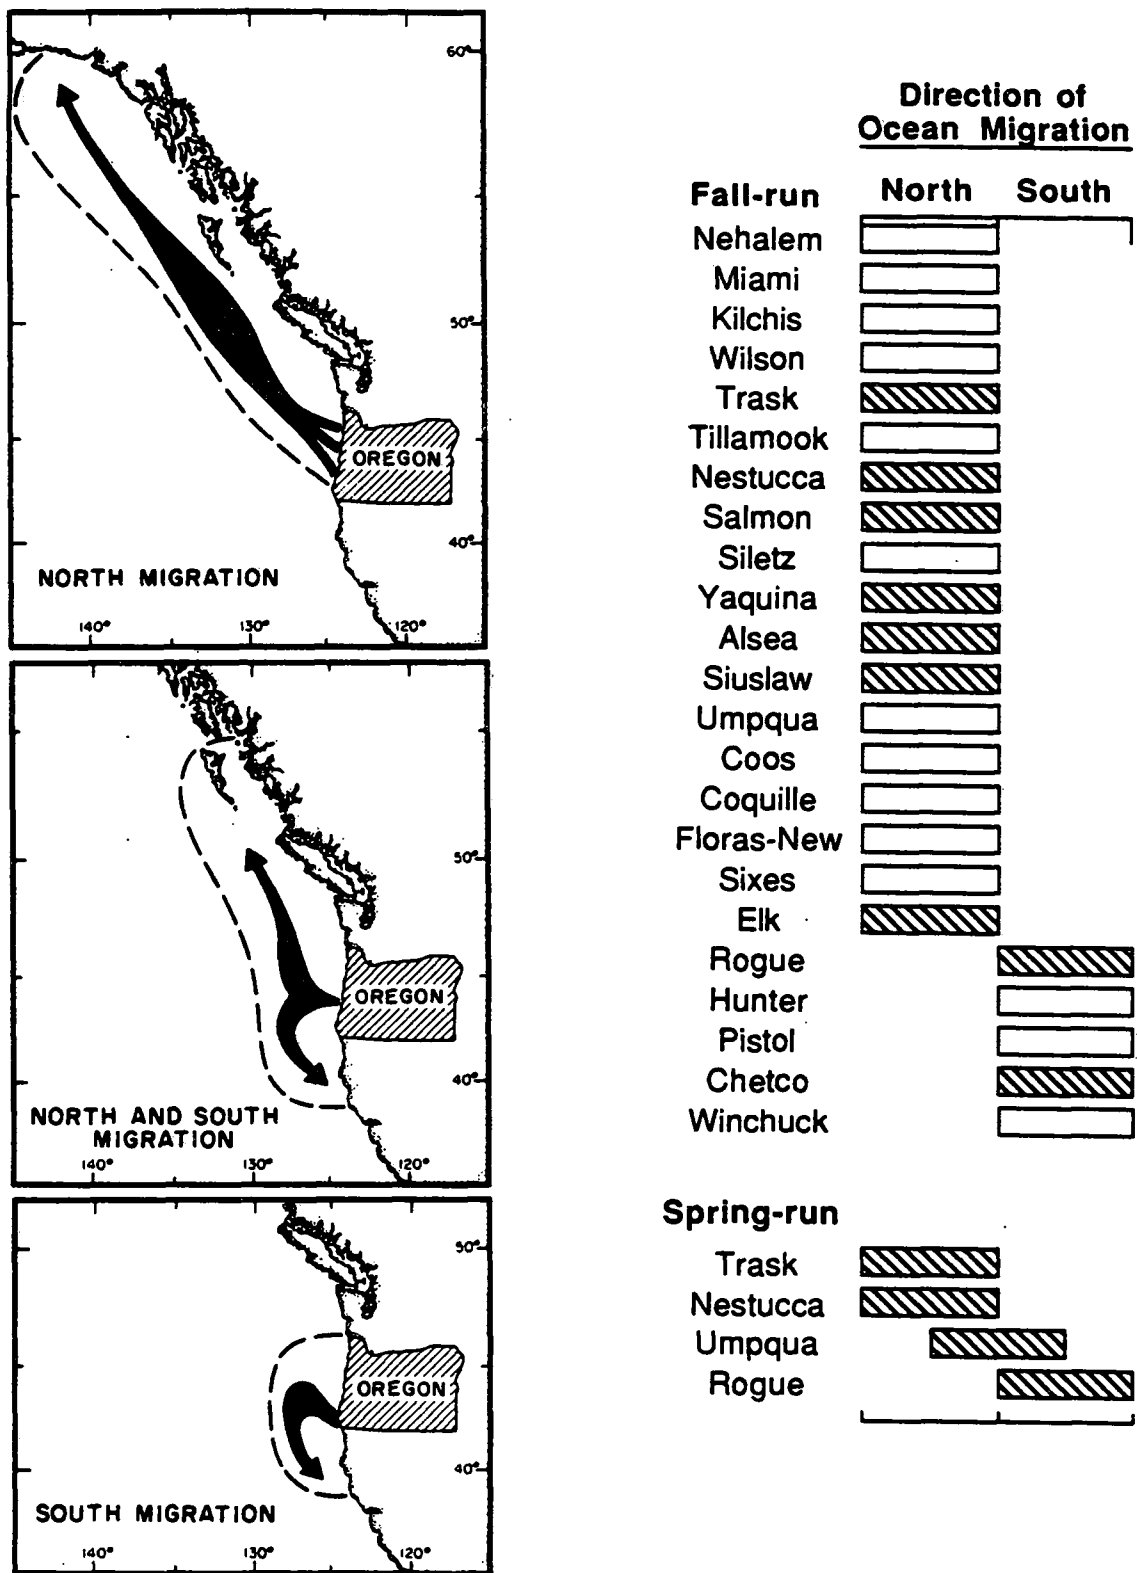 60°
50°
OREGON
40°
NORTH MIGRATION
140°
130°
120°
50°
OREGON
40°
NORTH AND SOUTH
MIGRATION
140°
130°
120°
50°
OREGON
40°
SOUTH MIGRATION
140°
130°
120°
Direction of
Ocean Migration
Fall-run North South
Nehalem
Miami
Kilchis
Wilson
Trask
Tillamook
Nestucca
Salmon
Siletz
Yaquina
Alsea
Siuslaw
Umpqua
Coos
Coquille
Floras-New
Sixes
Elk
Rogue
Hunter
Pistol
Chetco
Winchuck
Spring-run
Trask
Nestucca
Umpqua
Rogue